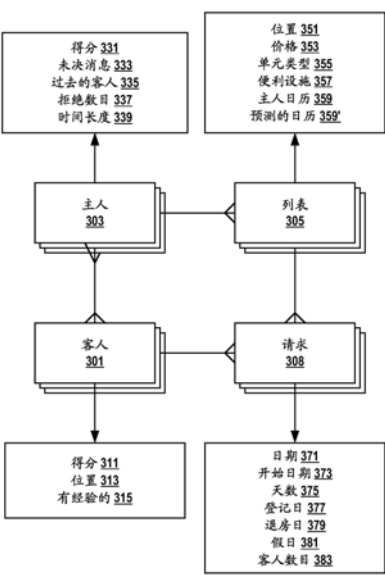 得分 331
未决消息 333
过去的客人 335
拒绝数目 337
时间长度 339
位置 351
价格 353
单元类型 355
便利设施 357
主人日历 359
预测的日历 359'
主人
303
列表
305
客人
301
请求
308
得分 311
位置 313
有经验的 315
日期 371
开始日期 373
天数 375
登记日 377
退房日 379
假日 381
客人数目 383